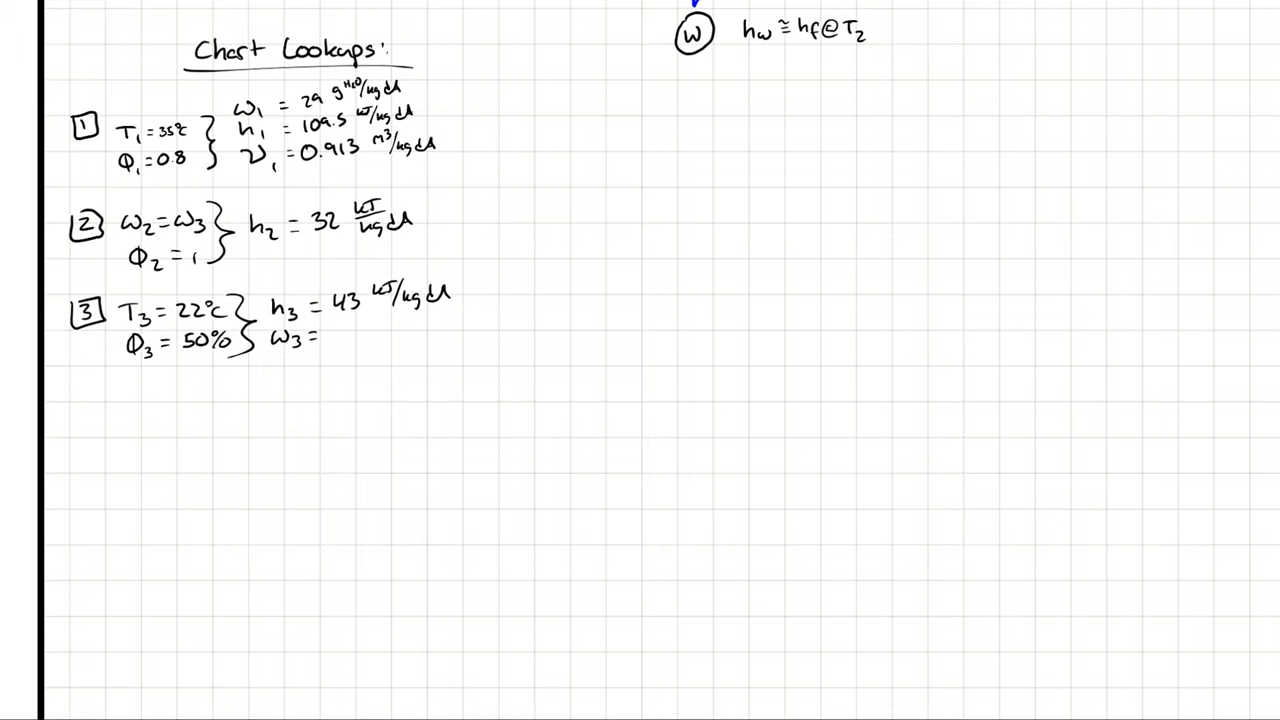 Chart Lookups:
1 T₁ = 35°C } ω₁ = 29 gH₂O/kg dA
Φ₁ = 0.8 } h₁ = 109.5 kJ/kg dA
ν₁ = 0.913 m³/kg dA
2 ω₂ = ω₃ } h₂ = 32 kJ/kg dA
Φ₂ = 1
3 T₃ = 22°C } h₃ = 43 kJ/kg dA
Φ₃ = 50% } ω₃ =
W hw ≅ hf@T₂